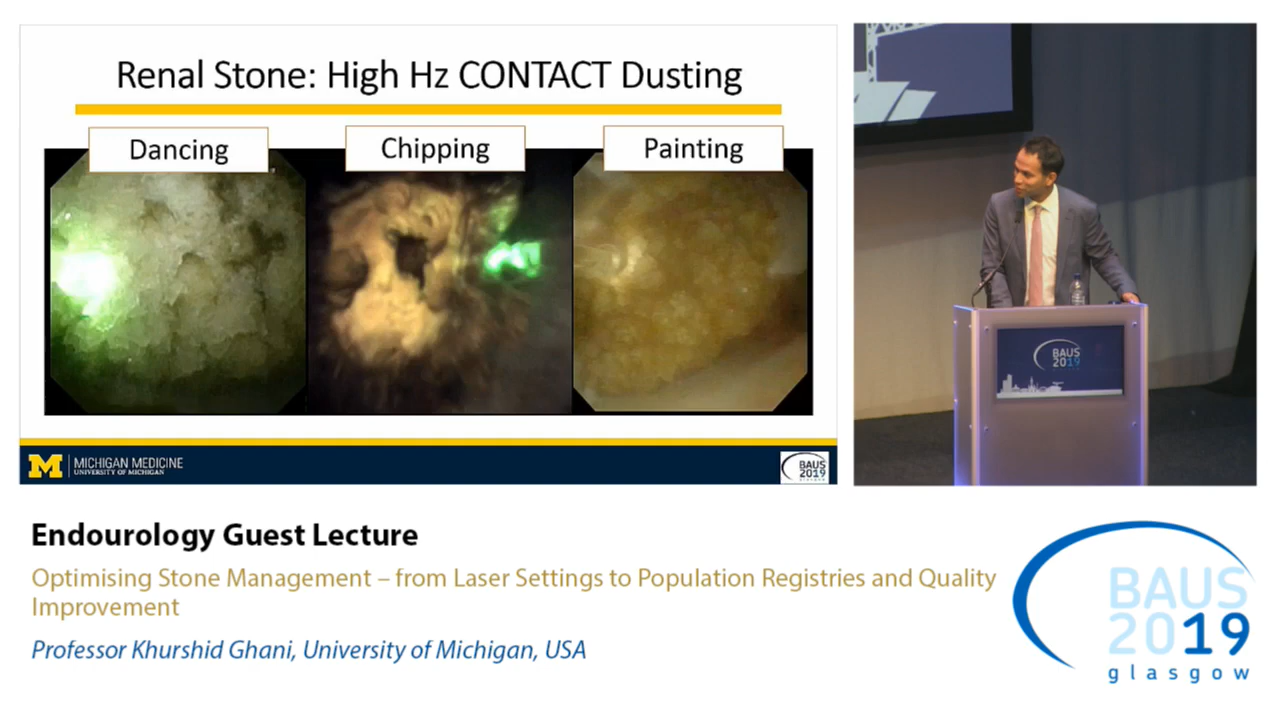 Renal Stone: High Hz CONTACT Dusting
Dancing
Chipping
Painting
M
MICHIGAN MEDICINE
UNIVERSITY OF MICHIGAN
BAUS
2019
glasgow
BAUS
2019
Endourology Guest Lecture
Optimising Stone Management – from Laser Settings to Population Registries and Quality
Improvement
Professor Khurshid Ghani, University of Michigan, USA
BAUS
2019
glasgow